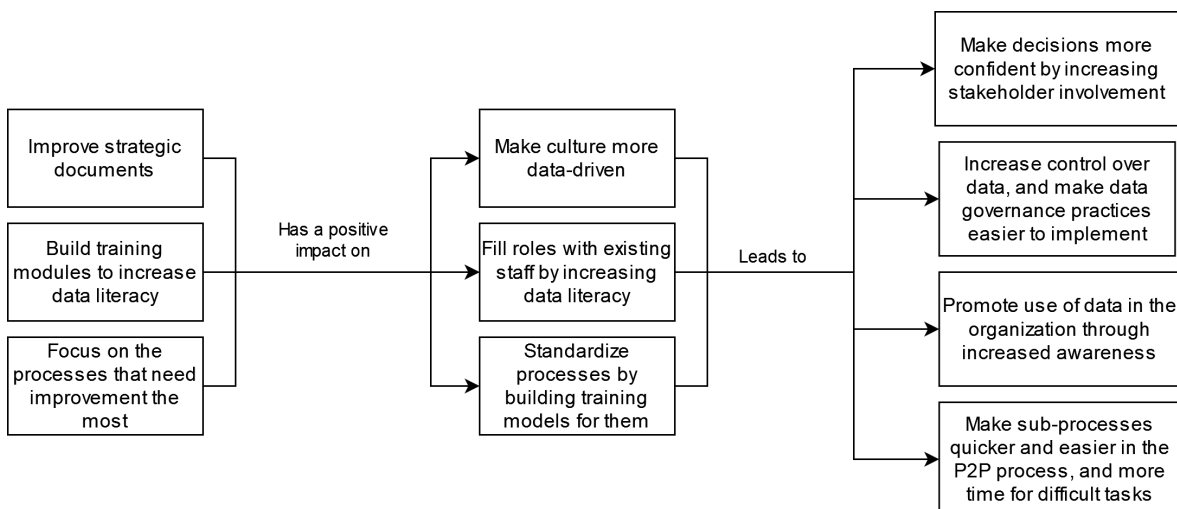 Improve strategic
documents
Build training
modules to increase
data literacy
Focus on the
processes that need
improvement the
most
Has a positive
impact on
Make culture more
data-driven
Fill roles with existing
staff by increasing
data literacy
Standardize
processes by
building training
models for them
Leads to
Make decisions more
confident by increasing
stakeholder involvement
Increase control over
data, and make data
governance practices
easier to implement
Promote use of data in the
organization through
increased awareness
Make sub-processes
quicker and easier in the
P2P process, and more
time for difficult tasks